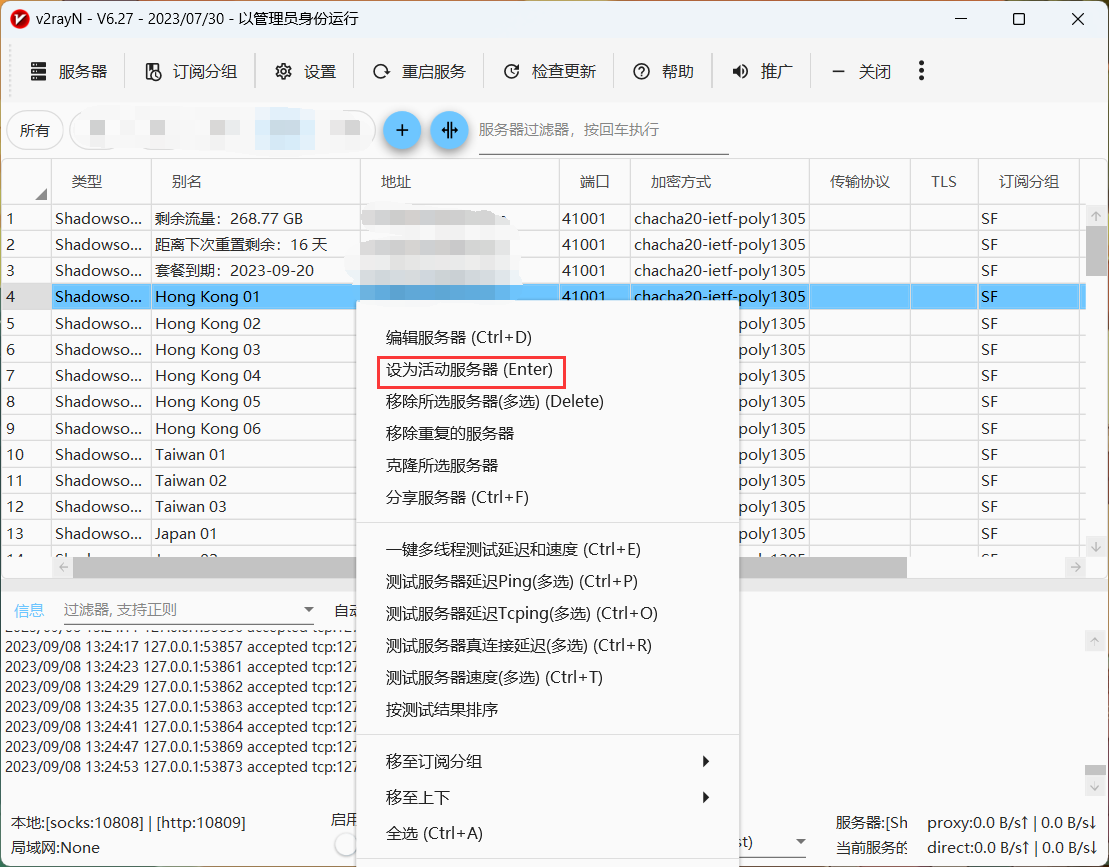 v2rayN - V6.27 - 2023/07/30 - 以管理员身份运行
服务器 订阅分组 设置 重启服务 检查更新 帮助 推广 关闭
所有 服务器过滤器，按回车执行
类型 别名 地址 端口 加密方式 传输协议 TLS 订阅分组
1 Shadowso... 剩余流量：268.77 GB 41001 chacha20-ietf-poly1305 SF
2 Shadowso... 距离下次重置剩余：16 天 41001 chacha20-ietf-poly1305 SF
3 Shadowso... 套餐到期：2023-09-20 41001 chacha20-ietf-poly1305 SF
4 Shadowso... Hong Kong 01 41001 chacha20-ietf-poly1305 SF
5 Shadowso... Hong Kong 02 poly1305 SF
6 Shadowso... Hong Kong 03 poly1305 SF
7 Shadowso... Hong Kong 04 poly1305 SF
8 Shadowso... Hong Kong 05 poly1305 SF
9 Shadowso... Hong Kong 06 poly1305 SF
10 Shadowso... Taiwan 01 poly1305 SF
11 Shadowso... Taiwan 02 poly1305 SF
12 Shadowso... Taiwan 03 poly1305 SF
13 Shadowso... Japan 01 poly1305 SF
编辑服务器 (Ctrl+D)
设为活动服务器 (Enter)
移除所选服务器(多选) (Delete)
移除重复的服务器
克隆所选服务器
分享服务器 (Ctrl+F)
一键多线程测试延迟和速度 (Ctrl+E)
测试服务器延迟Ping(多选) (Ctrl+P)
测试服务器延迟Tcping(多选) (Ctrl+O)
测试服务器真连接延迟(多选) (Ctrl+R)
测试服务器速度(多选) (Ctrl+T)
按测试结果排序
移至订阅分组
移至上下
全选 (Ctrl+A)
信息 过滤器, 支持正则 自动
2023/09/08 13:24:17 127.0.0.1:53857 accepted tcp:127
2023/09/08 13:24:23 127.0.0.1:53861 accepted tcp:127
2023/09/08 13:24:29 127.0.0.1:53862 accepted tcp:127
2023/09/08 13:24:35 127.0.0.1:53863 accepted tcp:127
2023/09/08 13:24:41 127.0.0.1:53864 accepted tcp:127
2023/09/08 13:24:47 127.0.0.1:53869 accepted tcp:127
2023/09/08 13:24:53 127.0.0.1:53873 accepted tcp:127
本地:[socks:10808] | [http:10809] 启用 服务器:[Sh proxy:0.0 B/s↑ | 0.0 B/s↓
局域网:None st) 当前服务的 direct:0.0 B/s↑ | 0.0 B/s↓